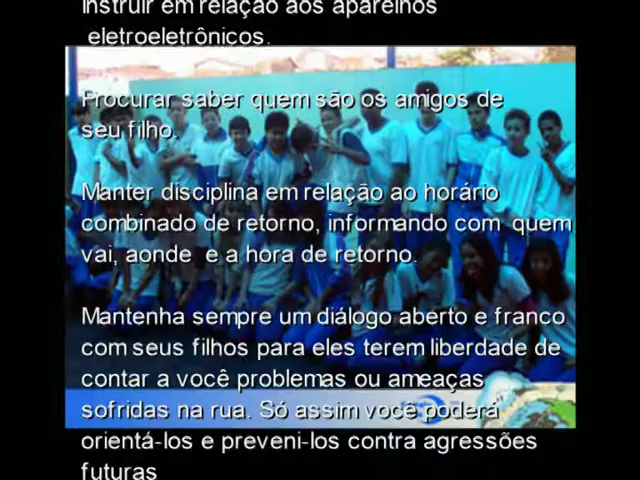 instruir em relação aos aparelhos
eletroeletrônicos.
Procurar saber quem são os amigos de
seu filho.
Manter disciplina em relação ao horário
combinado de retorno, informando com quem
vai, aonde e a hora de retorno.
Mantenha sempre um diálogo aberto e franco
com seus filhos para eles terem liberdade de
contar a você problemas ou ameaças
sofridas na rua. Só assim você poderá
orientá-los e preveni-los contra agressões
futuras